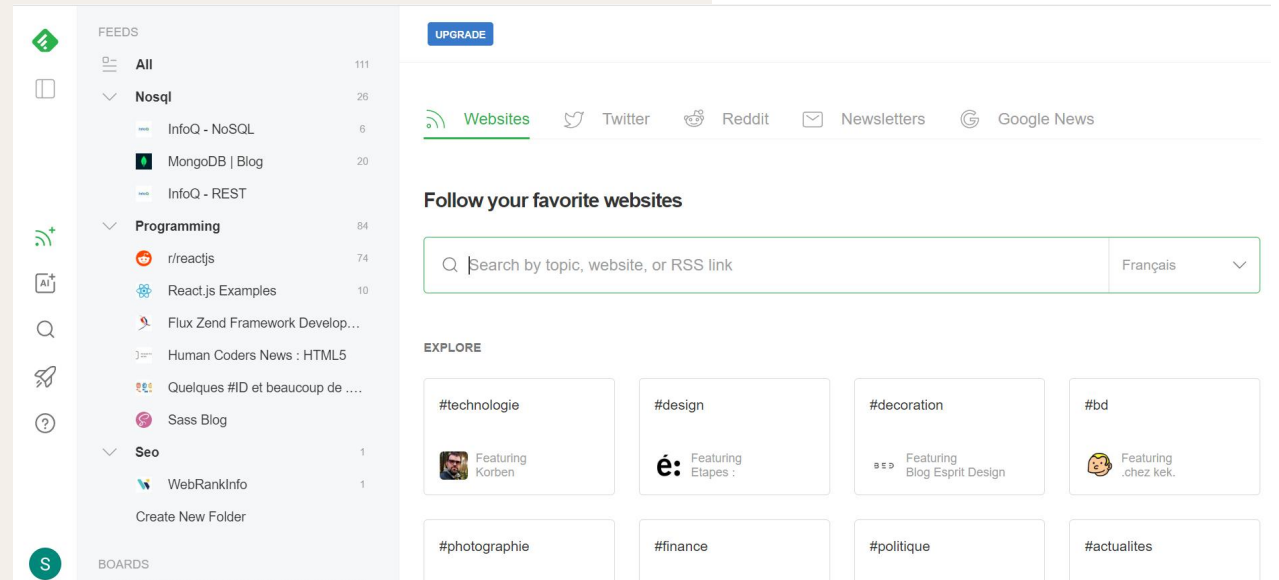 FEEDS
All 111
Nosql 26
InfoQ - NoSQL 6
MongoDB | Blog 20
InfoQ - REST
Programming 84
r/reactjs 74
React.js Examples 10
Flux Zend Framework Develop...
Human Coders News : HTML5
Quelques #ID et beaucoup de ....
Sass Blog
Seo 1
WebRankInfo 1
Create New Folder
BOARDS
AI
S
UPGRADE
Websites Twitter Reddit Newsletters Google News
Follow your favorite websites
Search by topic, website, or RSS link Français
EXPLORE
#technologie
Featuring
Korben
#design
é:
Featuring
Etapes :
#decoration
BED
Featuring
Blog Esprit Design
#bd
Featuring
.chez kek.
#photographie
#finance
#politique
#actualites